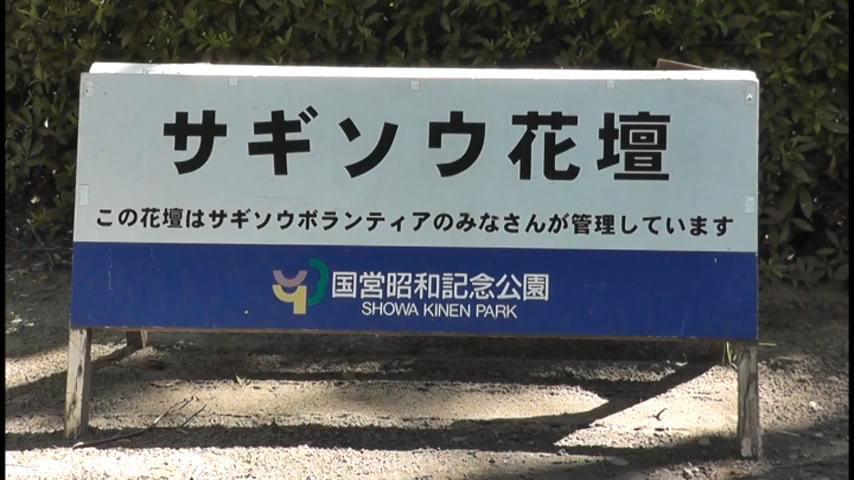 サギソウ花壇
この花壇はサギソウボランティアのみなさんが管理しています
国営昭和記念公園
SHOWA KINEN PARK